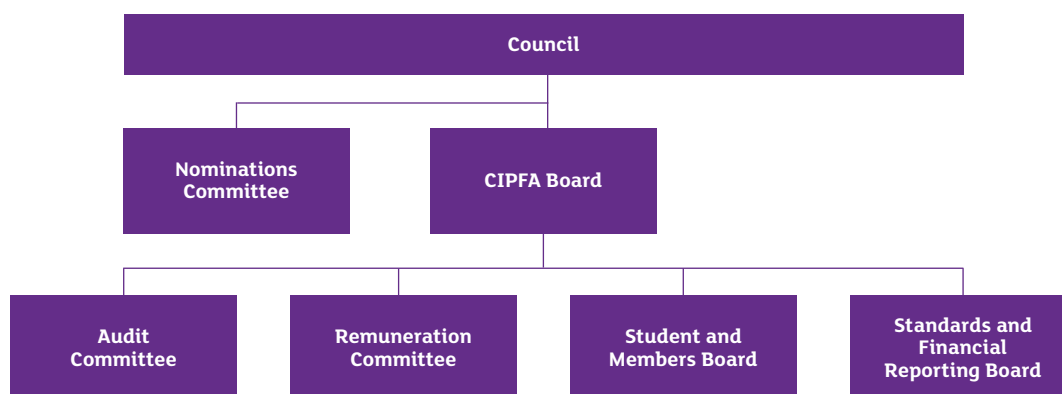 Council
Nominations
Committee
CIPFA Board
Audit
Committee
Remuneration
Committee
Student and
Members Board
Standards and
Financial
Reporting Board